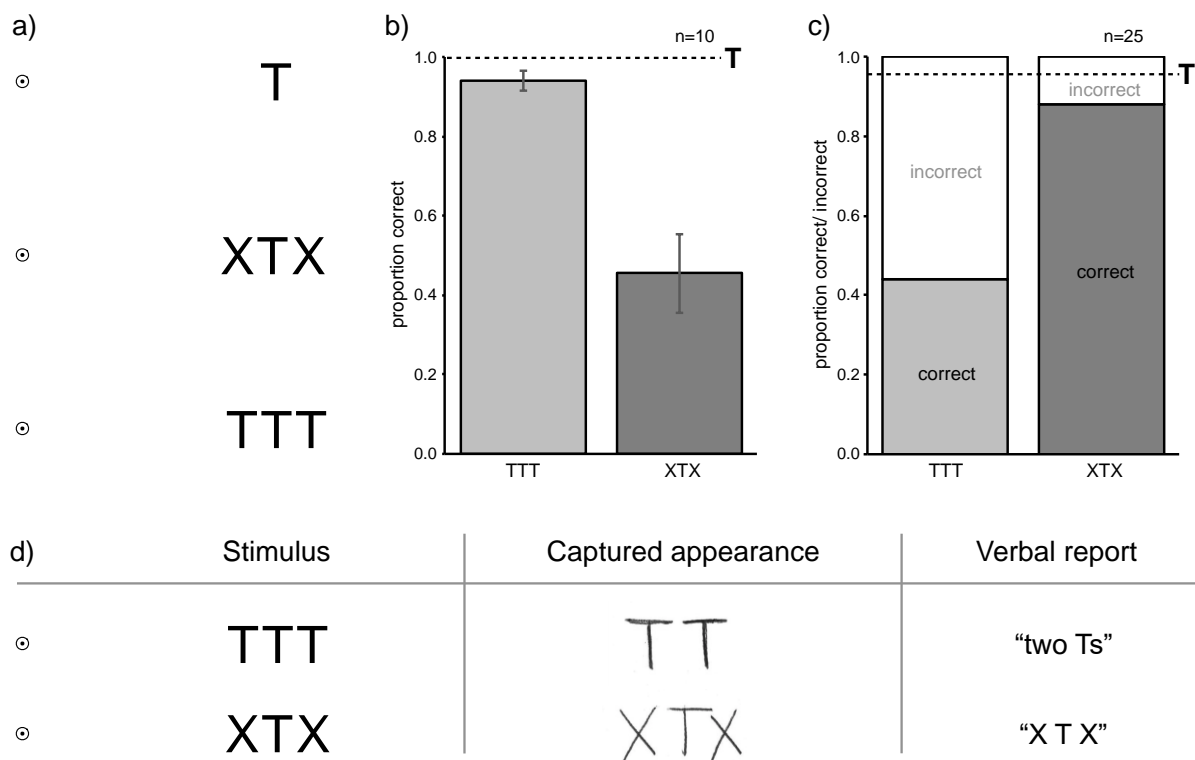 a)
T
XTX
TTT
b)
n=10
T
proportion correct
1.0
0.8
0.6
0.4
0.2
0.0
TTT
XTX
c)
n=25
T
proportion correct/ incorrect
1.0
0.8
0.6
0.4
0.2
0.0
incorrect
correct
incorrect
correct
TTT
XTX
d)
Stimulus
Captured appearance
Verbal report
TTT
T T
“two Ts”
XTX
XTX
“X T X”